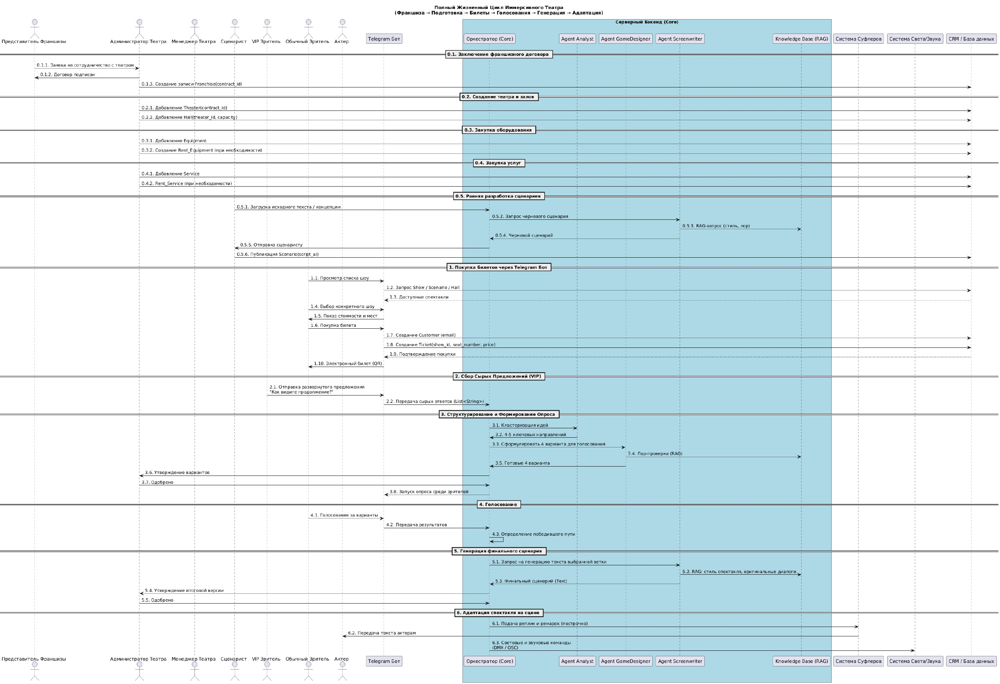 Полный Жизненный Цикл Иммерсивного Театра
(Франшиза → Подготовка → Билеты → Голосования → Генерация → Адаптация)
Серверный Бэкенд (Core)
Представитель Франшизы
Администратор Театра
Менеджер Театра
Сценарист
VIP Зритель
Обычный Зритель
Актер
Telegram Бот
Оркестратор (Core)
Agent Analyst
Agent GameDesigner
Agent Screenwriter
Knowledge Base (RAG)
Система Суфлеров
Система Света/Звука
CRM / База данных
0.1. Заключение франшизного договора
0.1.1. Заявка на сотрудничество с театром
0.1.2. Договор подписан
0.1.3. Создание записи Franchise(contract_id)
0.2. Создание театра и залов
0.2.1. Добавление Theater(contract_id)
0.2.2. Добавление Hall(theater_id, capacity)
0.3. Закупка оборудования
0.3.1. Добавление Equipment
0.3.2. Создание Rent_Equipment (при необходимости)
0.4. Закупка услуг
0.4.1. Добавление Service
0.4.2. Rent_Service (при необходимости)
0.5. Ранняя разработка сценариев
0.5.1. Загрузка исходного текста / концепции
0.5.2. Запрос чернового сценария
0.5.3. RAG-запрос (стиль, лор)
0.5.4. Черновой сценарий
0.5.5. Отправка сценаристу
0.5.6. Публикация Scenario(script_ai)
1. Покупка билетов через Telegram Бот
1.1. Просмотр списка шоу
1.2. Запрос Show / Scenario / Hall
1.3. Доступные спектакли
1.4. Выбор конкретного шоу
1.5. Показ стоимости и мест
1.6. Покупка билета
1.7. Создание Customer (email)
1.8. Создание Ticket(show_id, seat_number, price)
1.9. Подтверждение покупки
1.10. Электронный билет (QR)
2. Сбор Сырых Предложений (VIP)
2.1. Отправка развернутого предложения
"Как видите продолжение?"
2.2. Передача сырых ответов (List<String>)
3. Структурирование и Формирование Опроса
3.1. Кластеризация идей
3.2. 4-5 ключевых направлений
3.3. Сформулировать 4 варианта для голосования
3.4. Лор-проверка (RAG)
3.5. Готовые 4 варианта
3.6. Утверждение вариантов
3.7. Одобрено
3.8. Запуск опроса среди зрителей
4. Голосование
4.1. Голосование за варианты
4.2. Передача результатов
4.3. Определение победившего пути
5. Генерация финального сценария
5.1. Запрос на генерацию текста выбранной ветки
5.2. RAG: стиль спектакля, оригинальные диалоги
5.3. Финальный сценарий (Text)
5.4. Утверждение итоговой версии
5.5. Одобрено
6. Адаптация спектакля на сцене
6.1. Подача реплик и ремарок (построчно)
6.2. Передача текста актерам
6.3. Световые и звуковые команды
(DMX / OSC)
Представитель Франшизы
Администратор Театра
Менеджер Театра
Сценарист
VIP Зритель
Обычный Зритель
Актер
Telegram Бот
Оркестратор (Core)
Agent Analyst
Agent GameDesigner
Agent Screenwriter
Knowledge Base (RAG)
Система Суфлеров
Система Света/Звука
CRM / База данных